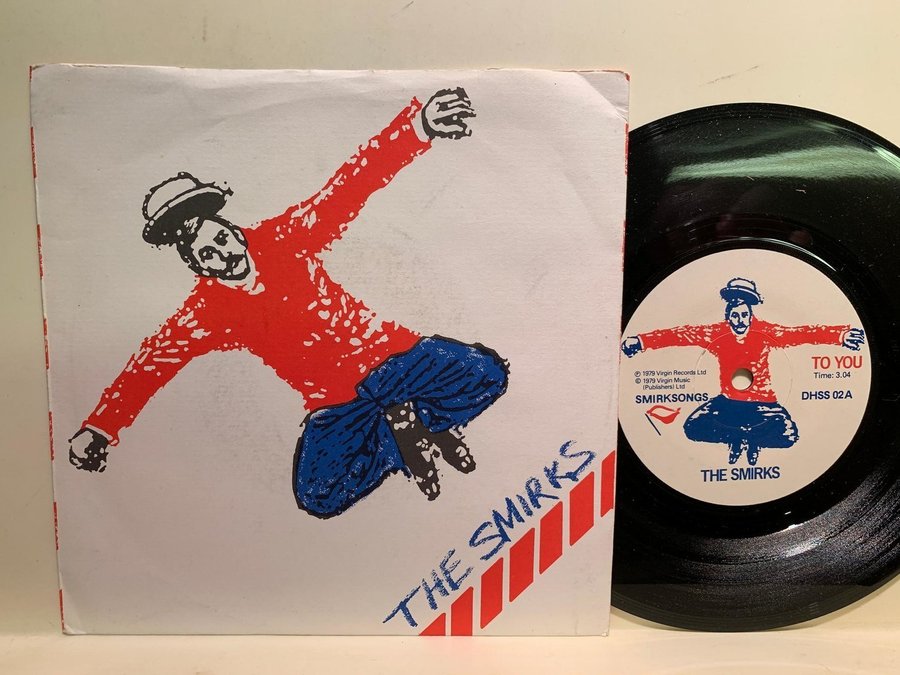 THE SMIRKS
TO YOU
Time: 3.04
℗ 1979 Virgin Records Ltd
© 1979 Virgin Music
(Publishers) Ltd
SMIRKSONGS
DHSS 02A
THE SMIRKS